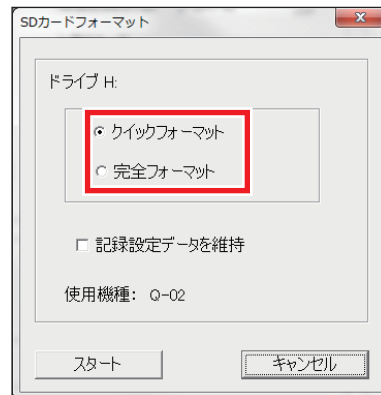 SDカードフォーマット
ドライブ H:
クイックフォーマット
完全フォーマット
記録設定データを維持
使用機種: Q-02
スタート
キャンセル